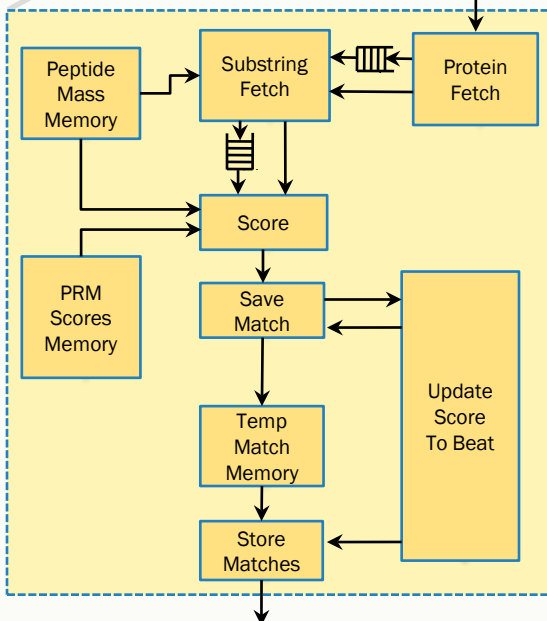 Peptide
Mass
Memory
Substring
Fetch
Protein
Fetch
Score
PRM
Scores
Memory
Save
Match
Update
Score
To Beat
Temp
Match
Memory
Store
Matches